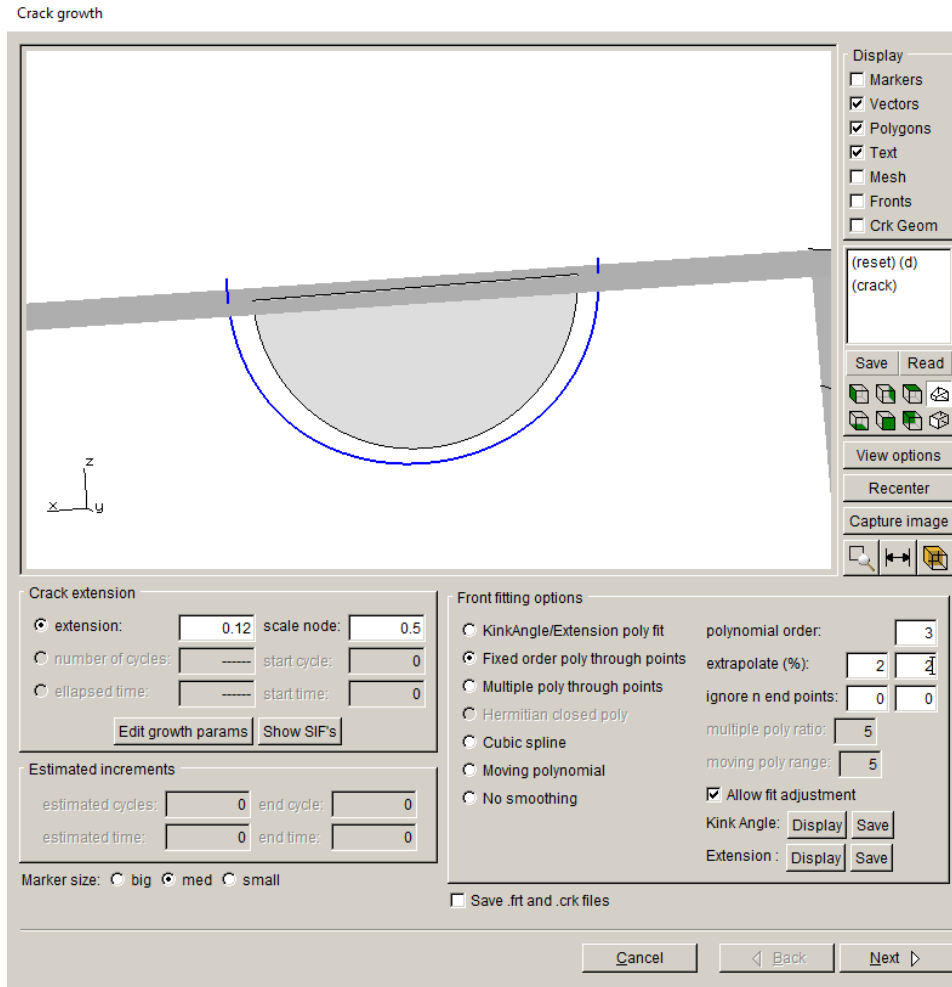 Crack growth
Display
Markers
Vectors
Polygons
Text
Mesh
Fronts
Crk Geom
(reset) (d)
(crack)
Save Read
View options
Recenter
Capture image
z
x y
Crack extension
extension: 0.12 scale node: 0.5
number of cycles: ------ start cycle: 0
ellapsed time: ------ start time: 0
Edit growth params Show SIF's
Estimated increments
estimated cycles: 0 end cycle: 0
estimated time: 0 end time: 0
Marker size: big med small
Front fitting options
KinkAngle/Extension poly fit
Fixed order poly through points
Multiple poly through points
Hermitian closed poly
Cubic spline
Moving polynomial
No smoothing
polynomial order: 3
extrapolate (%): 2 2
ignore n end points: 0 0
multiple poly ratio: 5
moving poly range: 5
Allow fit adjustment
Kink Angle: Display Save
Extension : Display Save
Save .frt and .crk files
Cancel Back Next